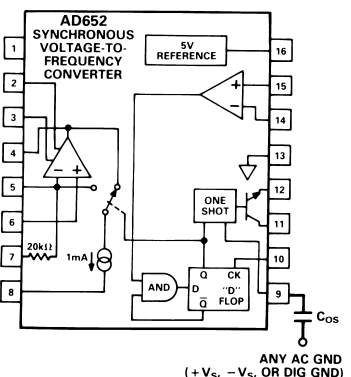 AD652
SYNCHRONOUS
VOLTAGE-TO-
FREQUENCY
CONVERTER
5V
REFERENCE
1
2
3
4
5
6
7
8
16
15
14
13
12
11
10
9
+
−
− +
20kΩ
1mA
ONE
SHOT
AND
Q CK
D "D"
FLOP
Q̅
COS
ANY AC GND
(+VS, −VS, OR DIG GND)